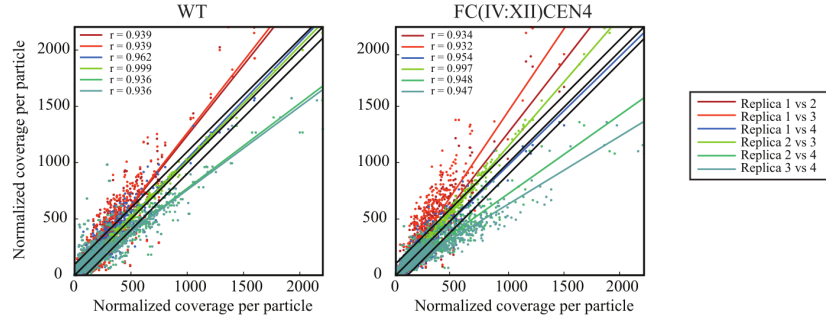 WT
FC(IV:XII)CEN4
Normalized coverage per particle
2000
1500
1000
500
0
r = 0.939
r = 0.939
r = 0.962
r = 0.999
r = 0.936
r = 0.936
0
500
1000
1500
2000
Normalized coverage per particle
2000
1500
1000
500
0
r = 0.934
r = 0.932
r = 0.954
r = 0.997
r = 0.948
r = 0.947
0
500
1000
1500
2000
Normalized coverage per particle
Replica 1 vs 2
Replica 1 vs 3
Replica 1 vs 4
Replica 2 vs 3
Replica 2 vs 4
Replica 3 vs 4